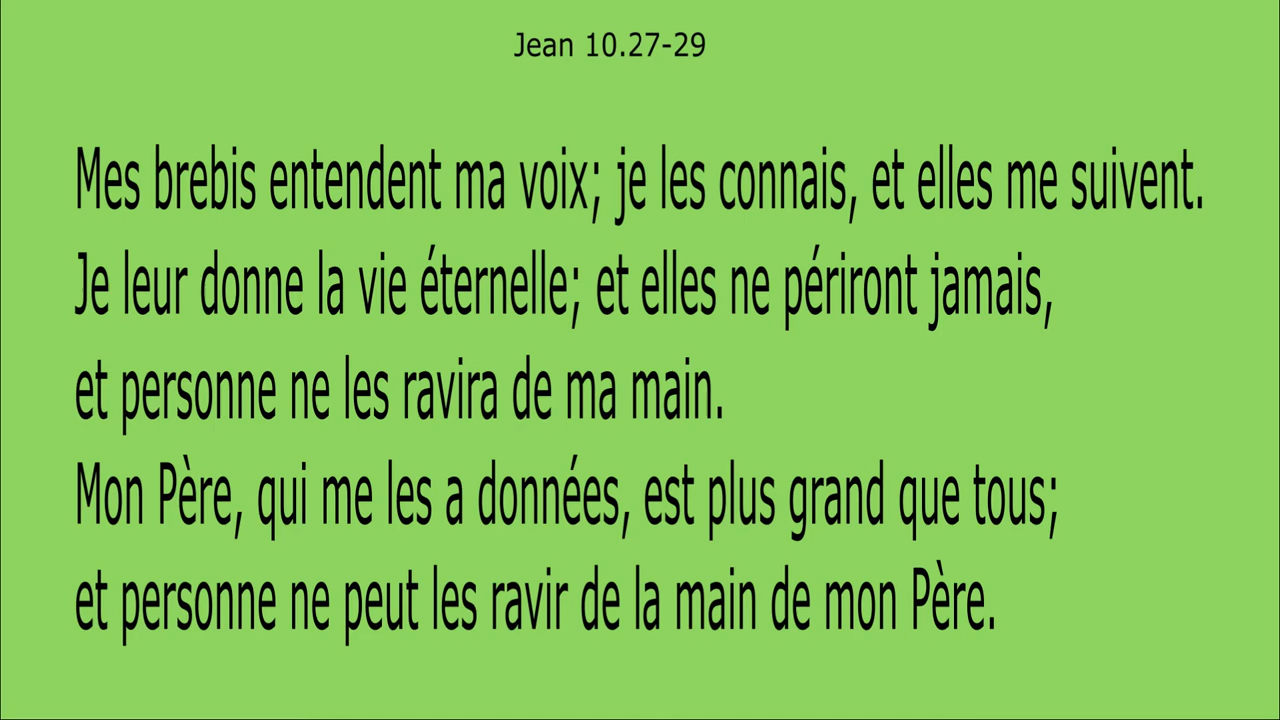 Jean 10.27-29
Mes brebis entendent ma voix; je les connais, et elles me suivent.
Je leur donne la vie éternelle; et elles ne périront jamais,
et personne ne les ravira de ma main.
Mon Père, qui me les a données, est plus grand que tous;
et personne ne peut les ravir de la main de mon Père.